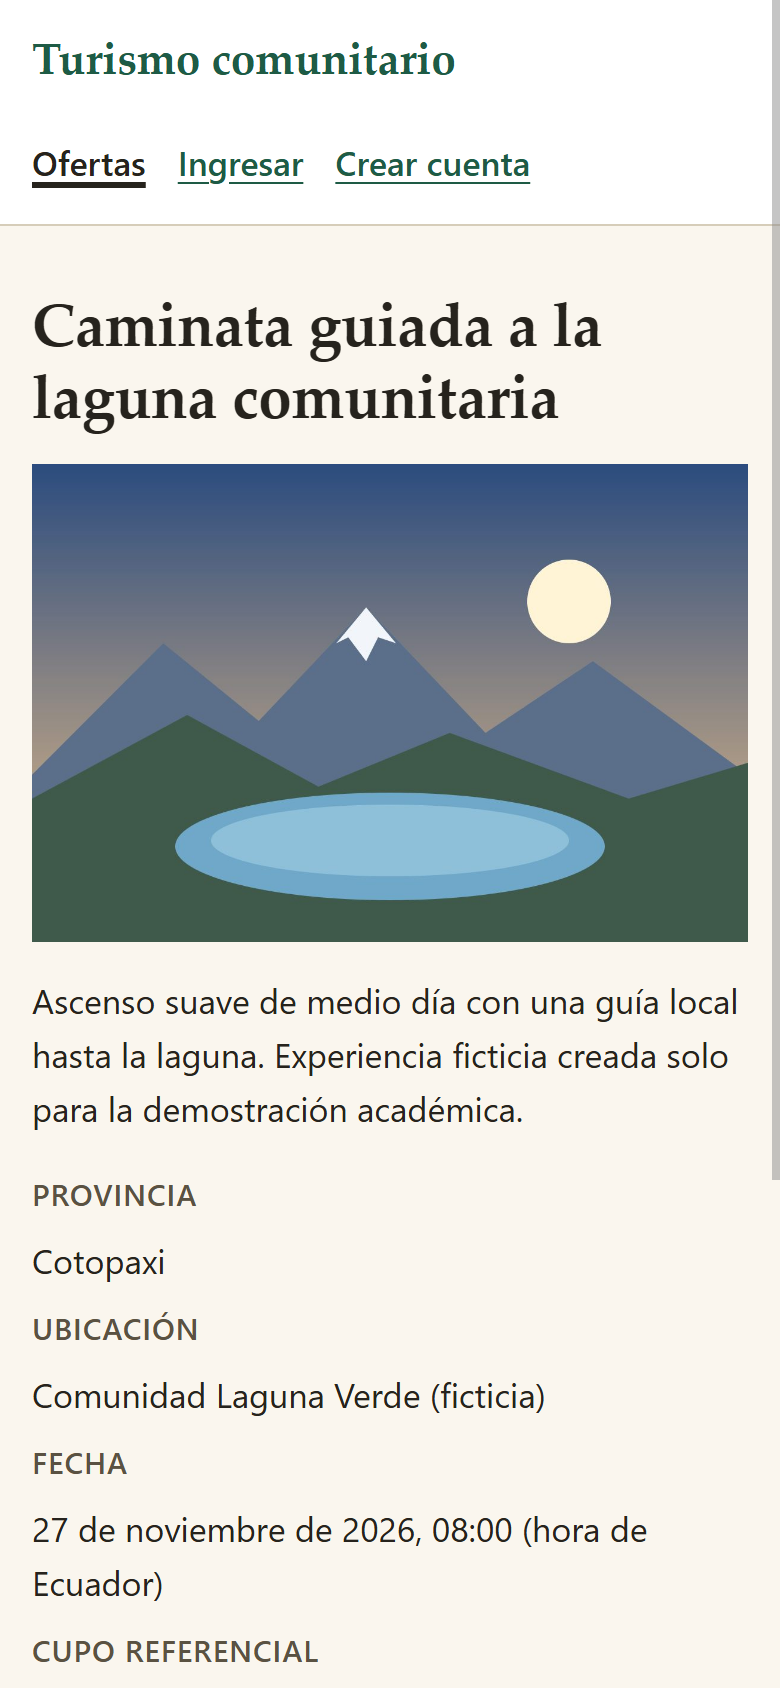 Turismo comunitario
Ofertas Ingresar Crear cuenta
Caminata guiada a la
laguna comunitaria
Ascenso suave de medio día con una guía local
hasta la laguna. Experiencia ficticia creada solo
para la demostración académica.
PROVINCIA
Cotopaxi
UBICACIÓN
Comunidad Laguna Verde (ficticia)
FECHA
27 de noviembre de 2026, 08:00 (hora de
Ecuador)
CUPO REFERENCIAL